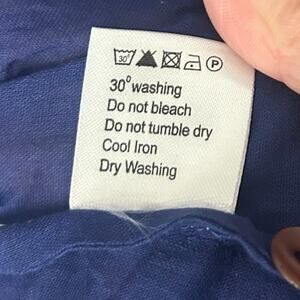 30 P
30°washing
Do not bleach
Do not tumble dry
Cool Iron
Dry Washing